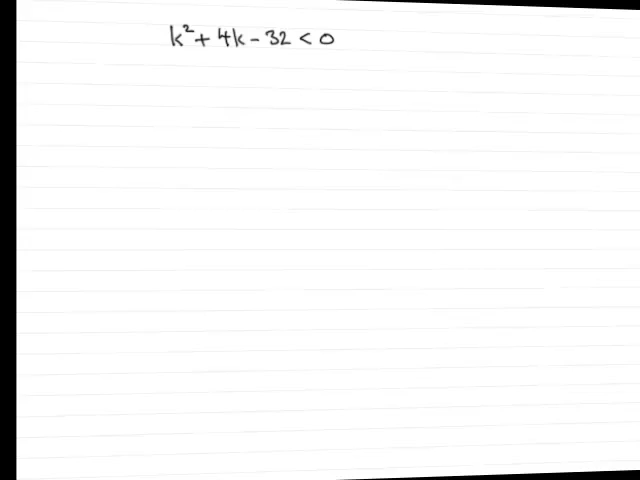 k² + 4k - 32 < 0